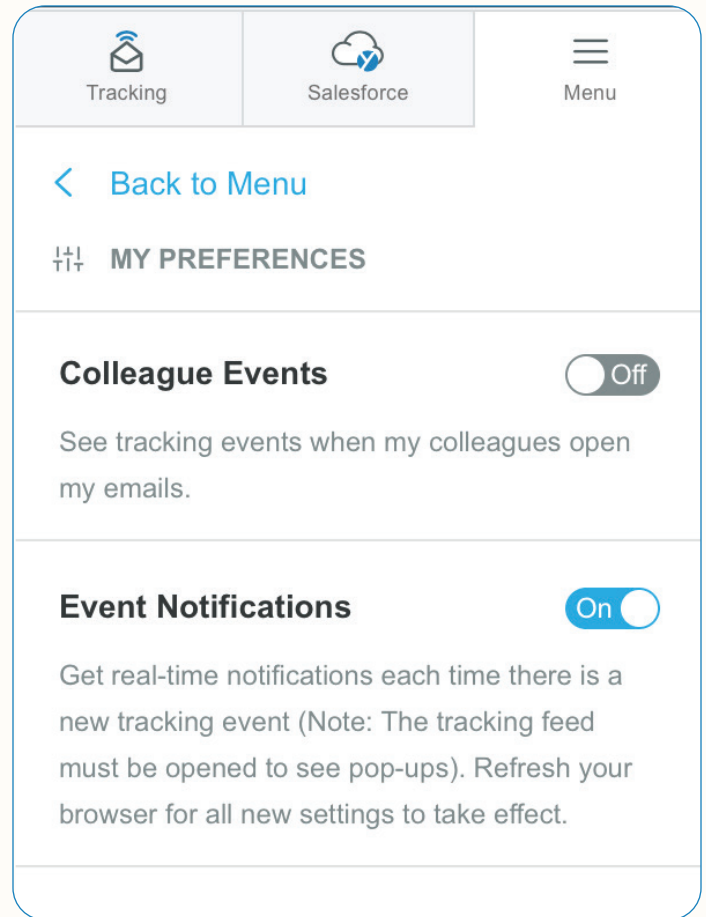 Tracking
Salesforce
Menu
Back to Menu
MY PREFERENCES
Colleague Events
Off
See tracking events when my colleagues open
my emails.
Event Notifications
On
Get real-time notifications each time there is a
new tracking event (Note: The tracking feed
must be opened to see pop-ups). Refresh your
browser for all new settings to take effect.